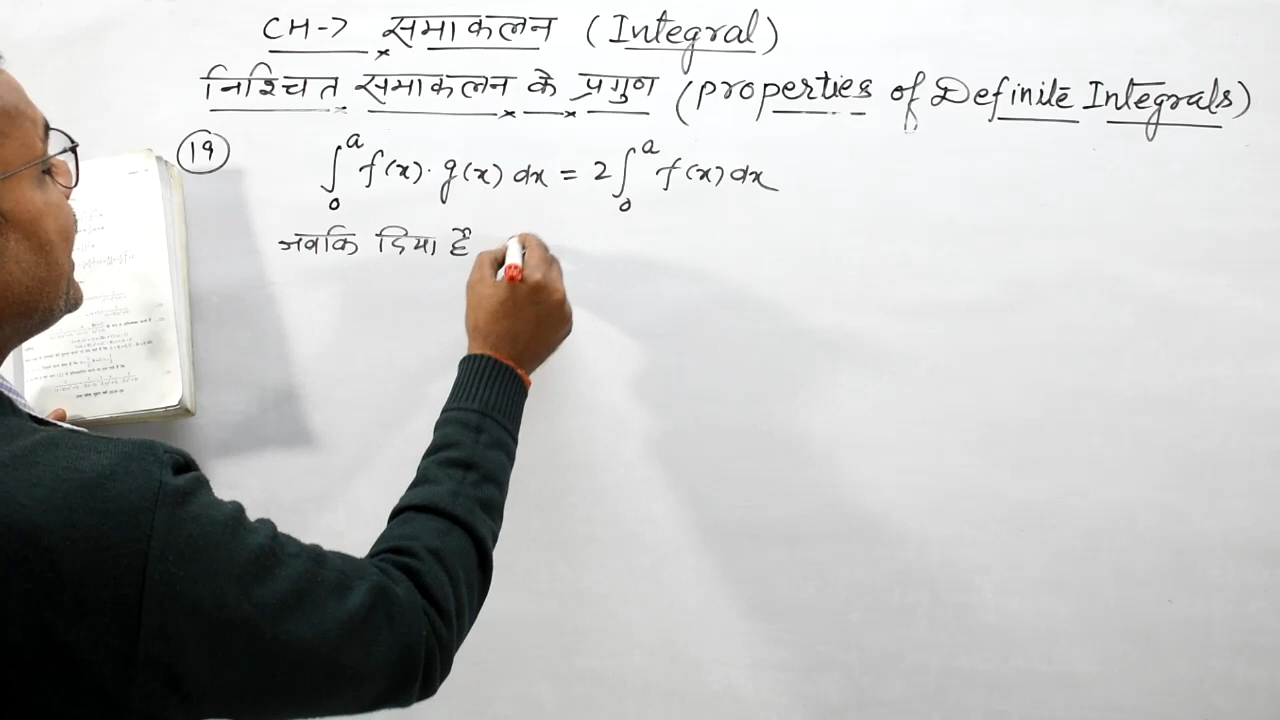 CH-7 समाकलन (Integral)
निश्चित समाकलन के प्रगुण (properties of Definite Integrals)
19 ∫₀ᵃ f(x)·g(x) dx = 2∫₀ᵃ f(x) dx
जबकि दिया है